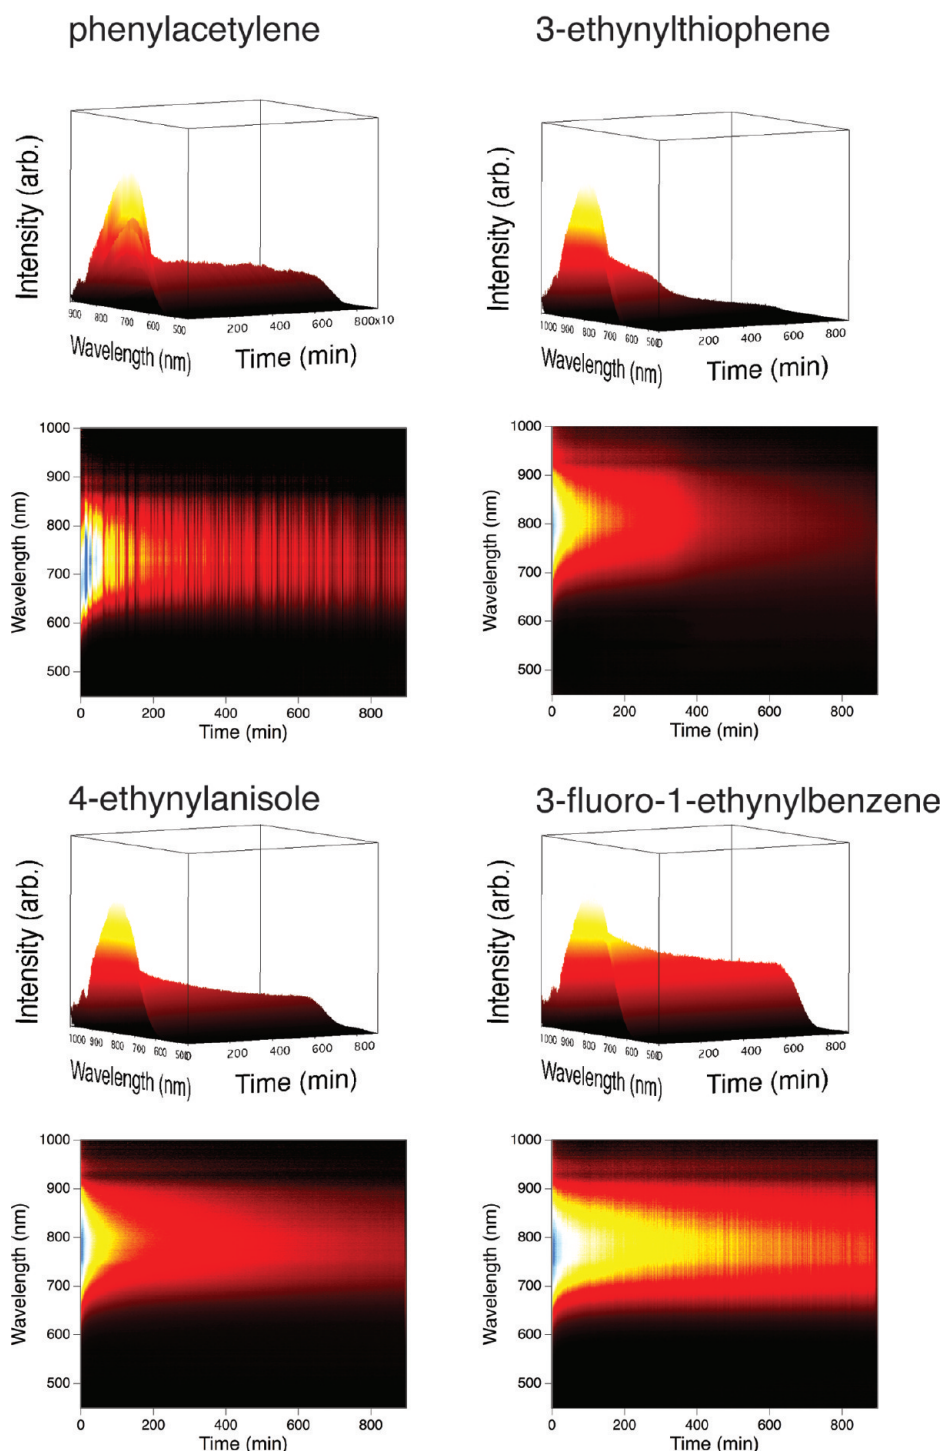 phenylacetylene
Intensity (arb.)
900 800 700 600 500
Wavelength (nm)
200 400 600 800x10
Time (min)
3-ethynylthiophene
Intensity (arb.)
1000 900 800 700 600 500
Wavelength (nm)
0 200 400 600 800
Time (min)
1000
900
800
700
600
500
Wavelength (nm)
0 200 400 600 800
Time (min)
1000
900
800
700
600
500
Wavelength (nm)
0 200 400 600 800
Time (min)
4-ethynylanisole
Intensity (arb.)
1000 900 800 700 600 500
Wavelength (nm)
0 200 400 600 800
Time (min)
3-fluoro-1-ethynylbenzene
Intensity (arb.)
1000 900 800 700 600 500
Wavelength (nm)
0 200 400 600 800
Time (min)
1000
900
800
700
600
500
Wavelength (nm)
0 200 400 600 800
Time (min)
1000
900
800
700
600
500
Wavelength (nm)
0 200 400 600 800
Time (min)